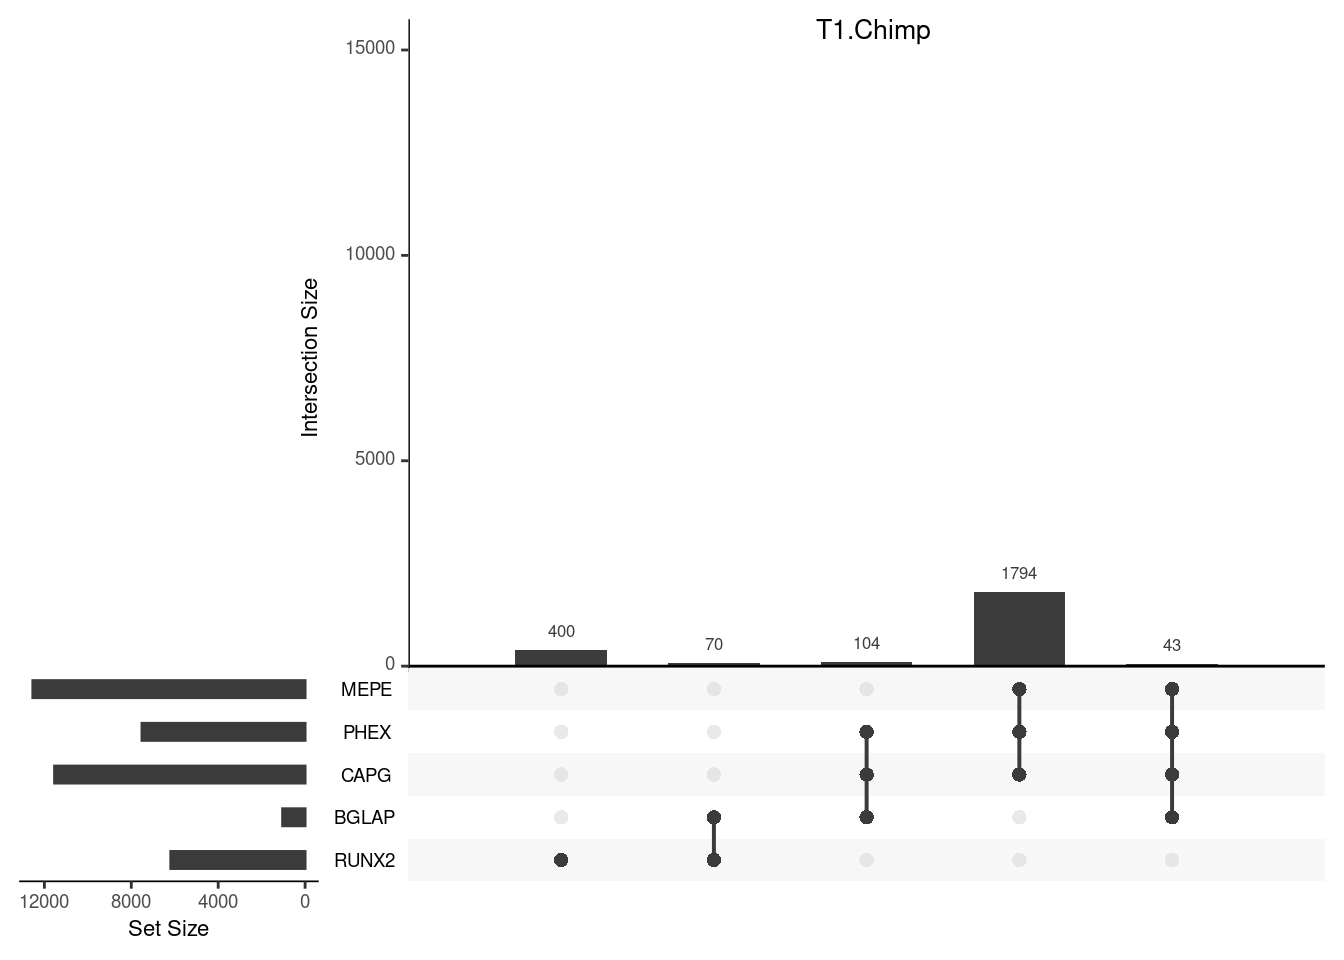 T1.Chimp
15000
10000
5000
0
Intersection Size
400
70
104
1794
43
MEPE
PHEX
CAPG
BGLAP
RUNX2
12000 8000 4000 0
Set Size